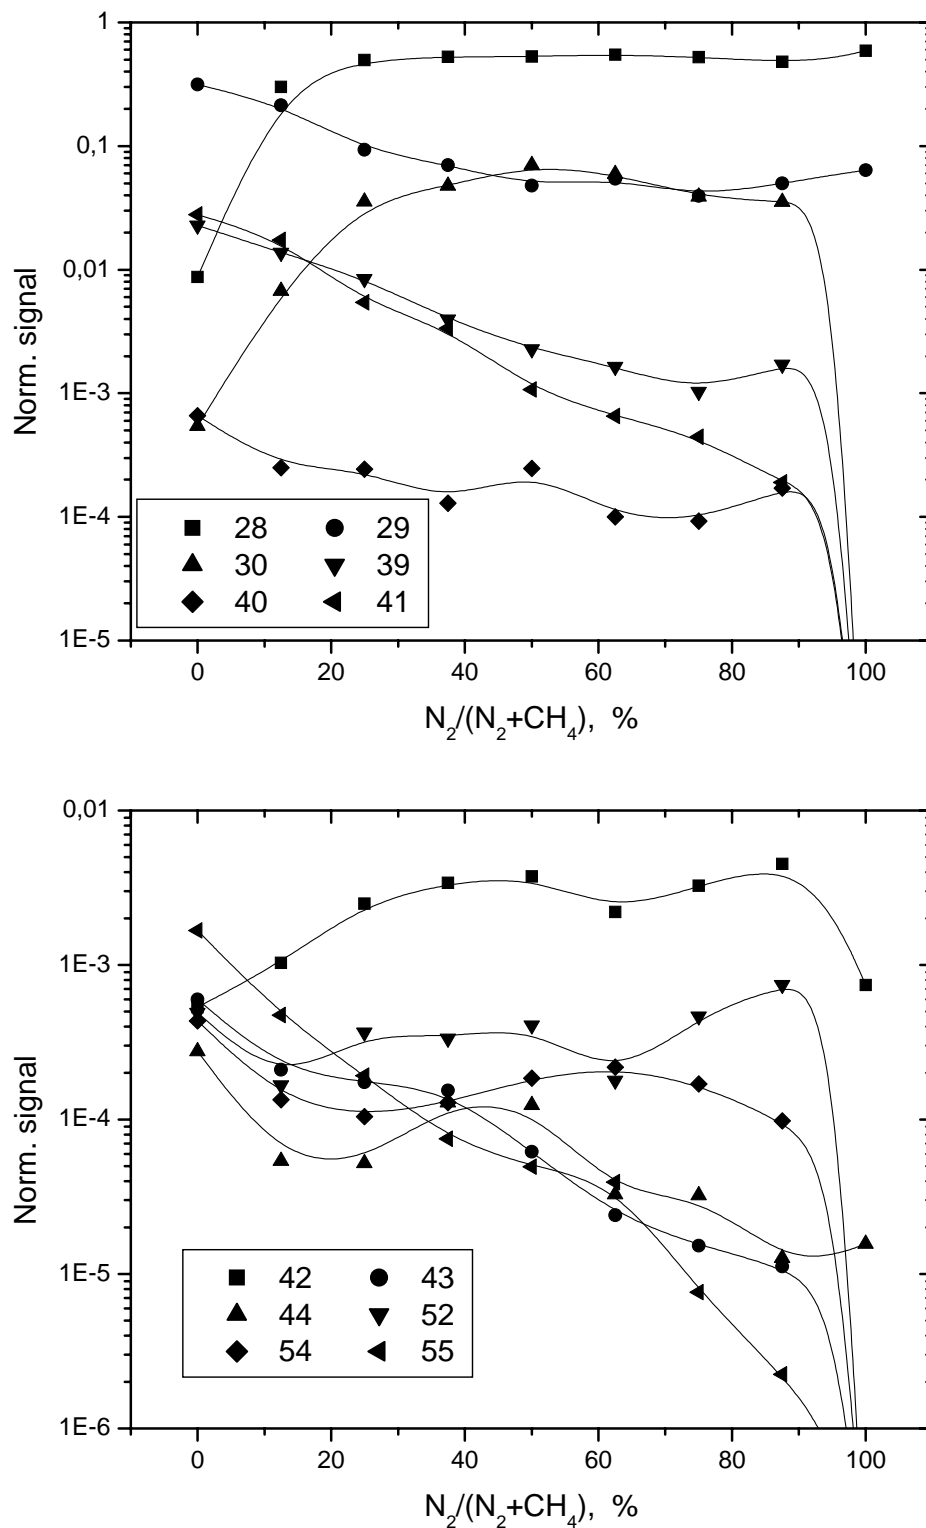 1
0,1
0,01
1E-3
1E-4
1E-5
Norm. signal
28 29
30 39
40 41
0 20 40 60 80 100
N₂/(N₂+CH₄), %
0,01
1E-3
1E-4
1E-5
1E-6
Norm. signal
42 43
44 52
54 55
0 20 40 60 80 100
N₂/(N₂+CH₄), %